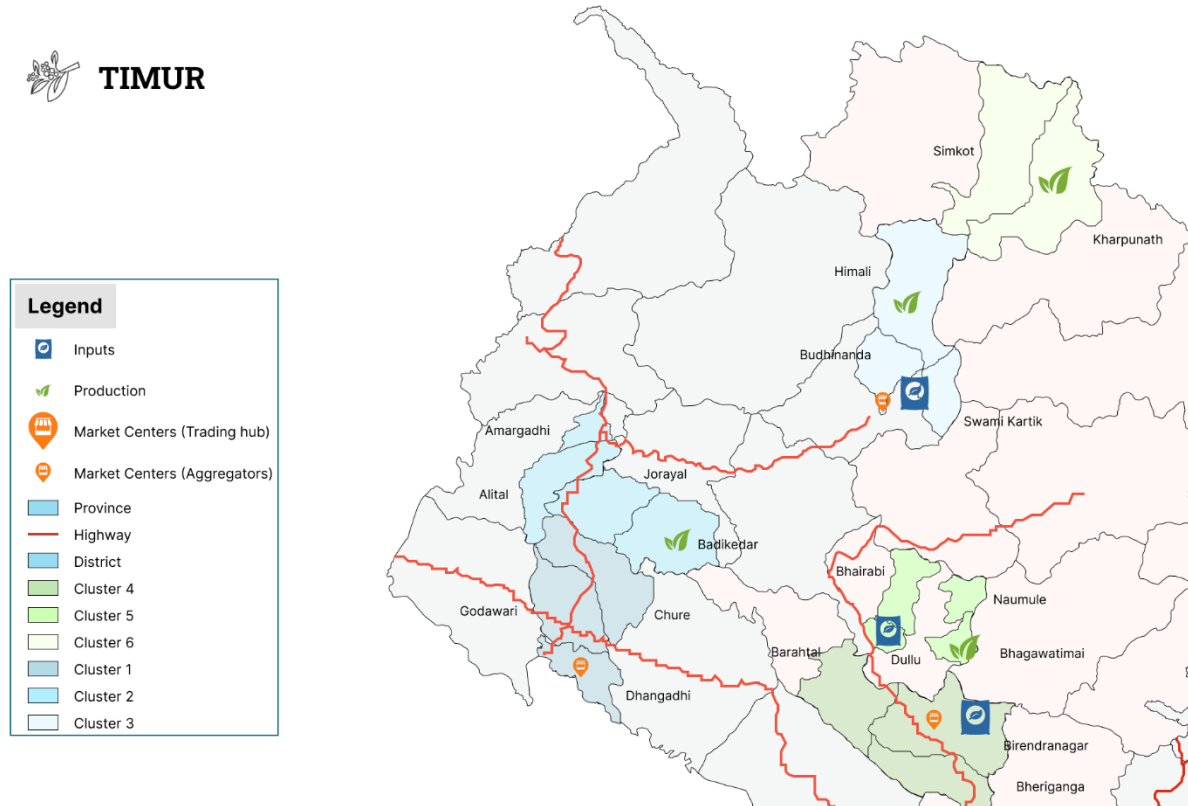 TIMUR
Legend
Inputs
Production
Market Centers (Trading hub)
Market Centers (Aggregators)
Province
Highway
District
Cluster 4
Cluster 5
Cluster 6
Cluster 1
Cluster 2
Cluster 3
Simkot
Kharpunath
Himali
Budhinanda
Swami Kartik
Amargadhi
Jorayal
Alital
Badikedar
Bhairabi
Naumule
Godawari
Chure
Barahtal
Dullu
Bhagawatimai
Dhangadhi
Birendranagar
Bheriganga